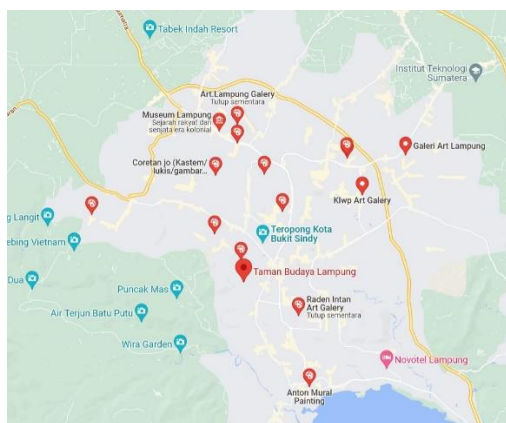 Tabek Indah Resort
Institut Teknologi
Sumatera
Art.Lampung Galery
Tutup sementara
Museum Lampung
Sejarah rakyat dan
senjata era kolonial
Galeri Art Lampung
Coretan jo (Kastem/
lukis/gambar...
Klwp Art Galery
g Langit
Teropong Kota
Bukit Sindy
ebing Vietnam
Taman Budaya Lampung
Dua
Puncak Mas
Raden Intan
Art Gallery
Tutup sementara
Air Terjun Batu Putu
Wira Garden
Novotel Lampung
Anton Mural
Painting